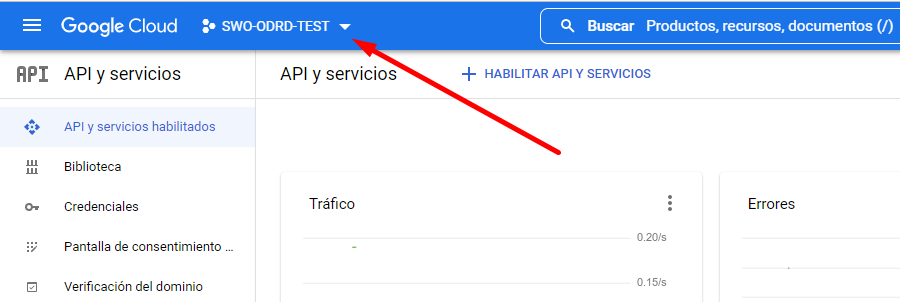 Google Cloud
SWO-ODRD-TEST
Buscar Productos, recursos, documentos (/)
API
API y servicios
API y servicios
HABILITAR API Y SERVICIOS
API y servicios habilitados
Biblioteca
Credenciales
Pantalla de consentimiento ...
Verificación del dominio
Tráfico
0.20/s
0.15/s
Errores